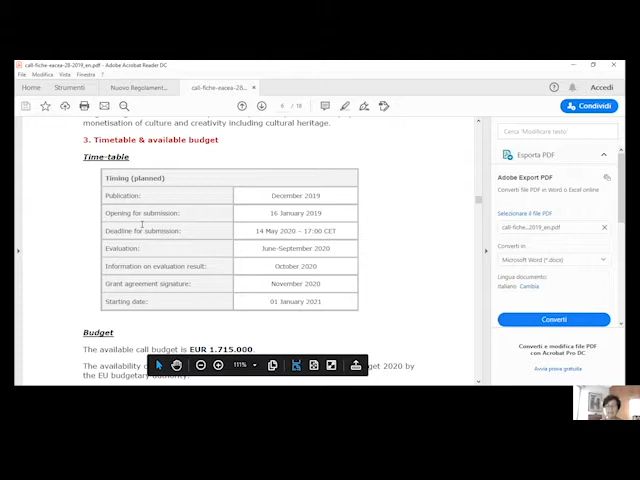 call-fiche-eacea-28-2019_en.pdf - Adobe Acrobat Reader DC
File Modifica Vista Finestra ?
Home Strumenti Nuovo Regolament... call-fiche-eacea-28-... × Accedi
6 / 18 Condividi
monetisation of culture and creativity including cultural heritage.
3. Timetable & available budget
Time-table
Timing (planned)
Publication: December 2019
Opening for submission: 16 January 2019
Deadline for submission: 14 May 2020 – 17:00 CET
Evaluation: June-September 2020
Information on evaluation result: October 2020
Grant agreement signature: November 2020
Starting date: 01 January 2021
Budget
The available call budget is EUR 1.715.000.
The availability
get 2020 by
the EU budgetary authority.
111%
Cerca 'Modificare testo'
Esporta PDF
Adobe Export PDF
Converti file PDF in Word o Excel online
Selezionare il file PDF
call-fic...2019_en.pdf ×
Converti in...
Microsoft Word (*.docx)
Lingua documento:
Italiano Cambia
Converti
Converti e modifica file PDF
con Acrobat Pro DC
Avvia prova gratuita